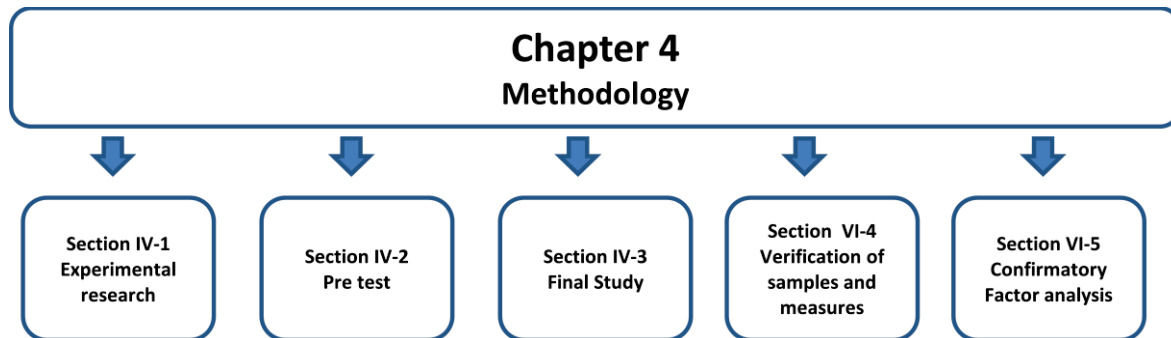 Chapter 4
Methodology
Section IV-1
Experimental
research
Section IV-2
Pre test
Section IV-3
Final Study
Section  VI-4
Verification of
samples and
measures
Section VI-5
Confirmatory
Factor analysis